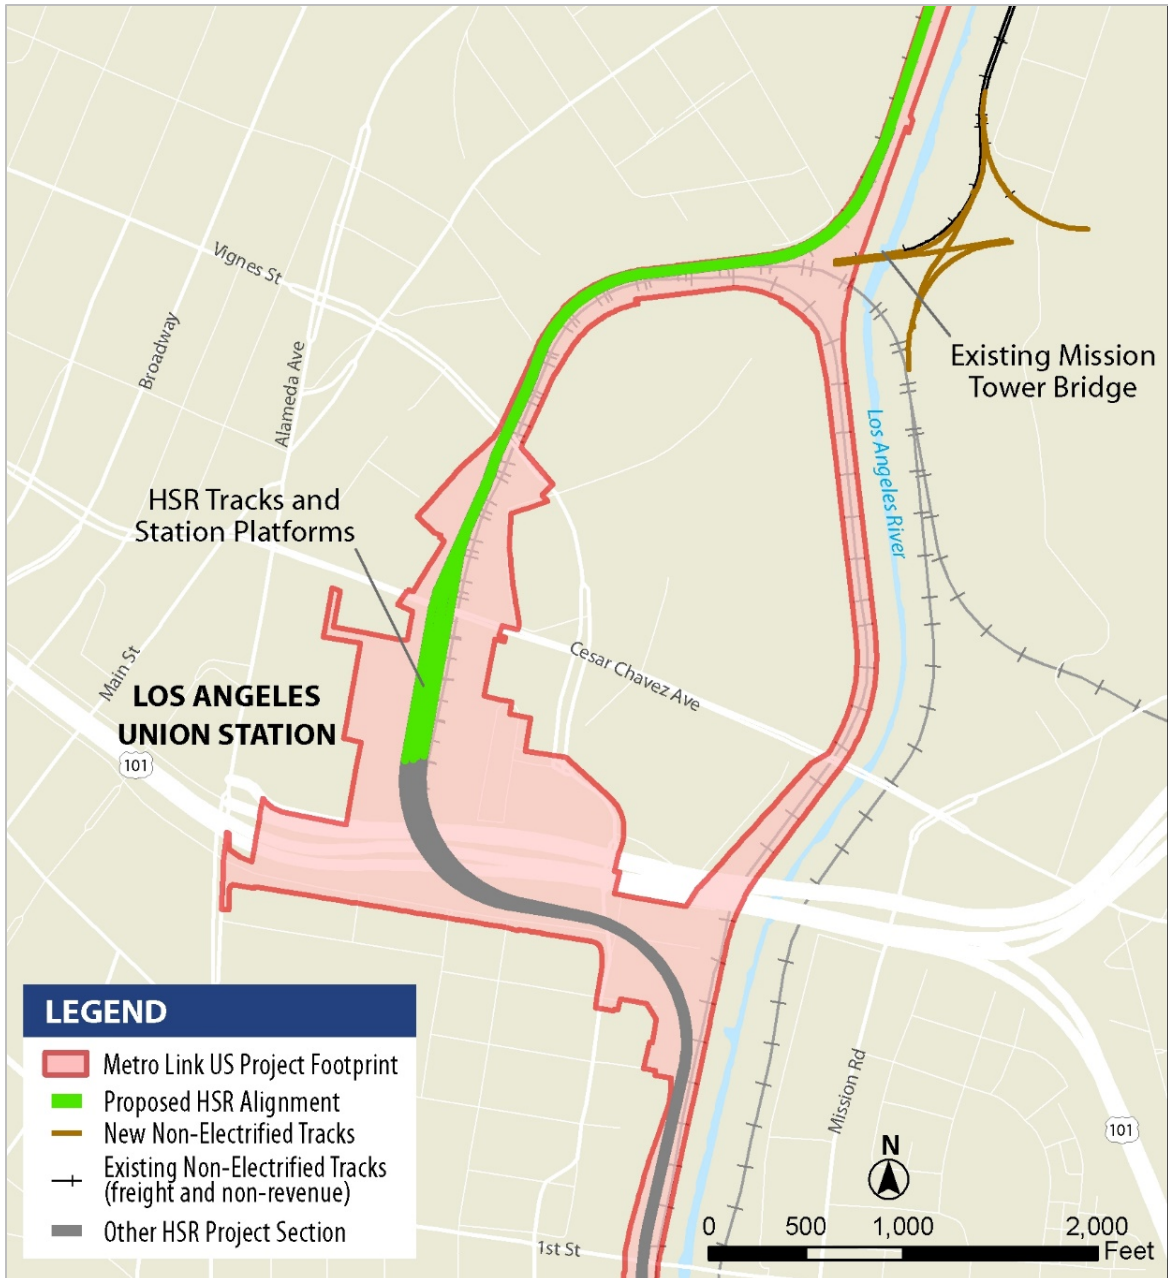 Vignes St
Broadway
Alameda Ave
Existing Mission
Tower Bridge
Los Angeles River
HSR Tracks and
Station Platforms
Main St
Cesar Chavez Ave
LOS ANGELES
UNION STATION
101
LEGEND
Metro Link US Project Footprint
Proposed HSR Alignment
New Non-Electrified Tracks
Existing Non-Electrified Tracks
(freight and non-revenue)
Other HSR Project Section
Mission Rd
101
1st St
N
0 500 1,000 2,000
Feet